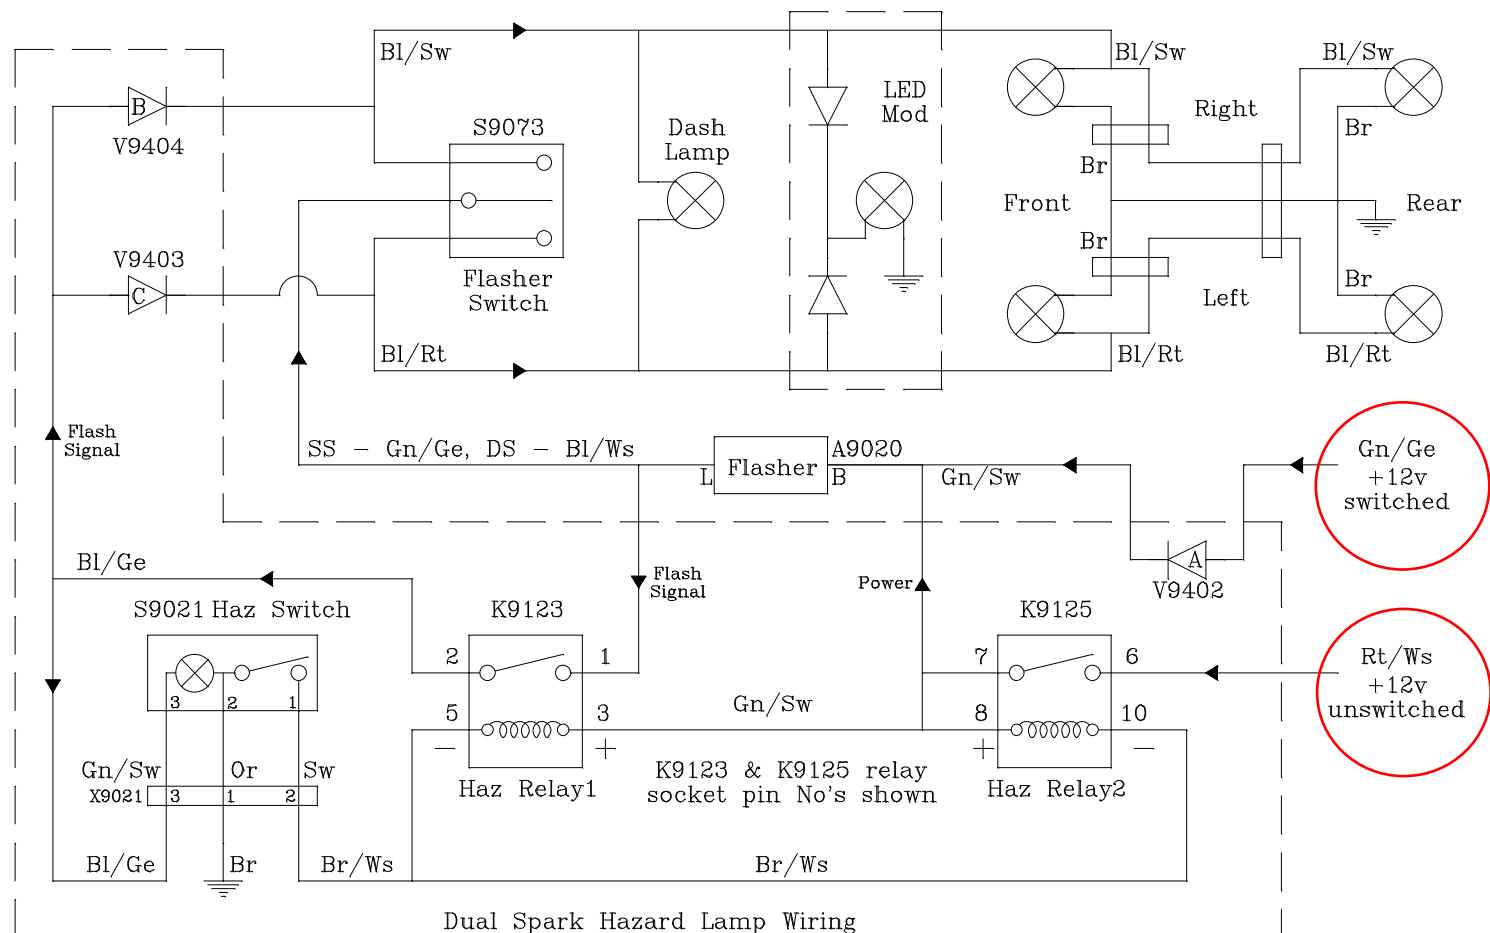 Bl/Sw
Bl/Sw
Bl/Sw
B
V9404
S9073
Dash
Lamp
LED
Mod
Right
Br
Br
Front
Rear
Br
Br
V9403
C
Flasher
Switch
Left
Bl/Rt
Bl/Rt
Bl/Rt
Flash
Signal
SS - Gn/Ge, DS - Bl/Ws
L
Flasher
A9020
B
Gn/Sw
Gn/Ge
+12v
switched
A
V9402
Bl/Ge
Flash
Signal
Power
S9021 Haz Switch
K9123
K9125
2
1
7
6
Rt/Ws
+12v
unswitched
3
2
1
5
3
Gn/Sw
8
10
-
+
+
-
Gn/Sw
Or
Sw
Haz Relay1
K9123 & K9125 relay
socket pin No's shown
Haz Relay2
X9021
3
1
2
Bl/Ge
Br
Br/Ws
Br/Ws
Dual Spark Hazard Lamp Wiring